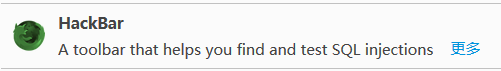 HackBar
A toolbar that helps you find and test SQL injections 更多